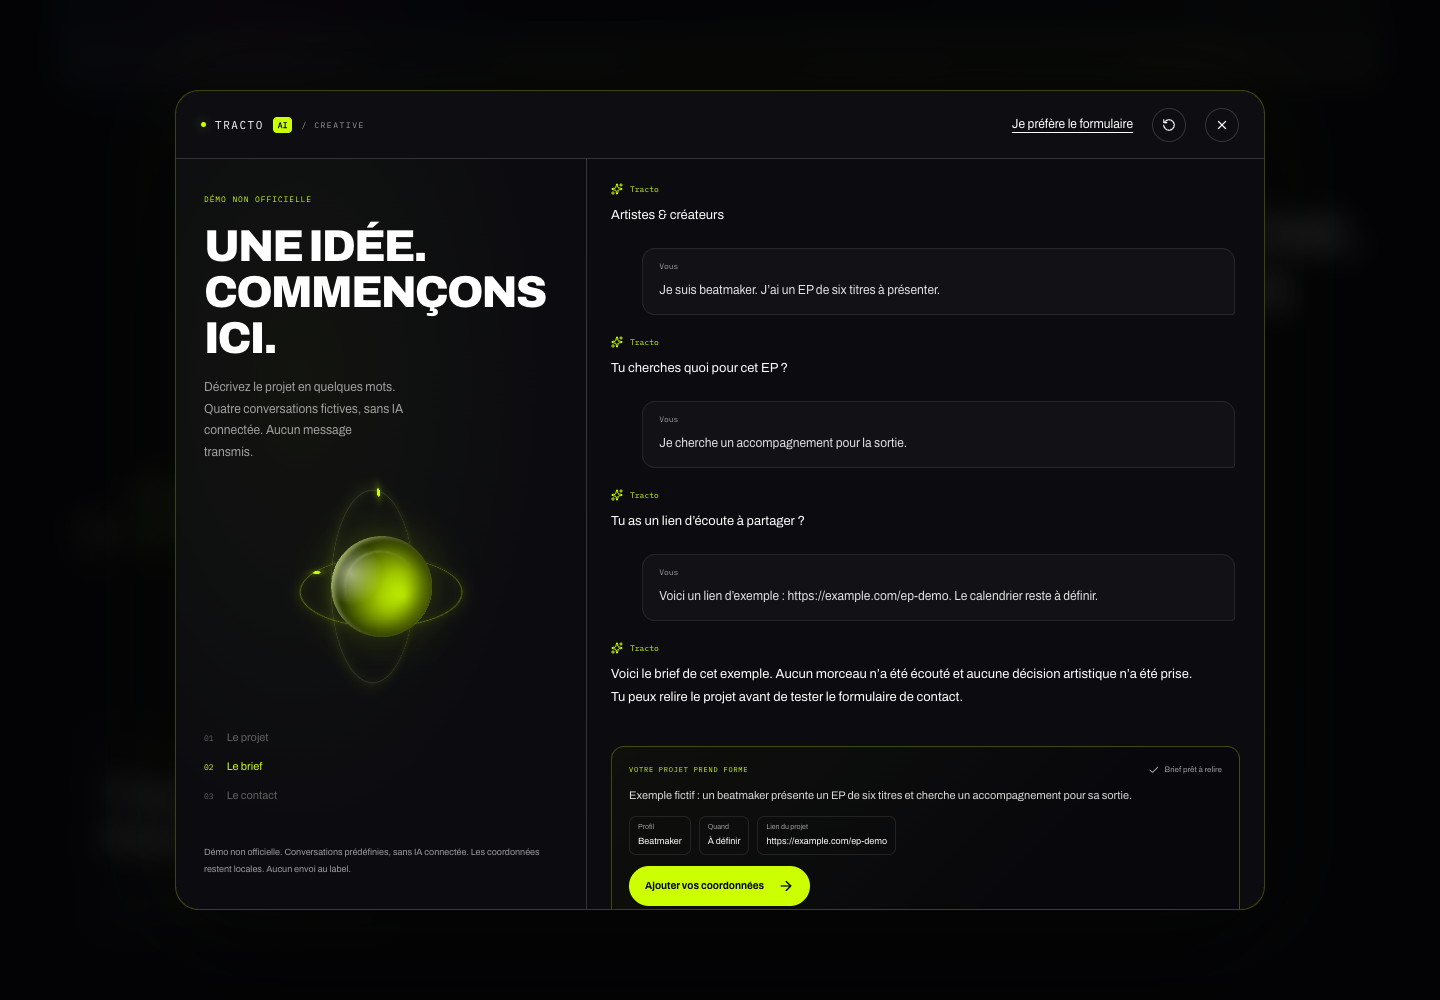 TRACTO AI / CREATIVE
Je préfère le formulaire
DÉMO NON OFFICIELLE
UNE IDÉE.
COMMENÇONS
ICI.
Décrivez le projet en quelques mots.
Quatre conversations fictives, sans IA
connectée. Aucun message
transmis.
01 Le projet
02 Le brief
03 Le contact
Démo non officielle. Conversations prédéfinies, sans IA connectée. Les coordonnées
restent locales. Aucun envoi au label.
Tracto
Artistes & créateurs
Vous
Je suis beatmaker. J’ai un EP de six titres à présenter.
Tracto
Tu cherches quoi pour cet EP ?
Vous
Je cherche un accompagnement pour la sortie.
Tracto
Tu as un lien d’écoute à partager ?
Vous
Voici un lien d’exemple : https://example.com/ep-demo. Le calendrier reste à définir.
Tracto
Voici le brief de cet exemple. Aucun morceau n’a été écouté et aucune décision artistique n’a été prise.
Tu peux relire le projet avant de tester le formulaire de contact.
VOTRE PROJET PREND FORME
Brief prêt à relire
Exemple fictif : un beatmaker présente un EP de six titres et cherche un accompagnement pour sa sortie.
Profil
Beatmaker
Quand
À définir
Lien du projet
https://example.com/ep-demo
Ajouter vos coordonnées